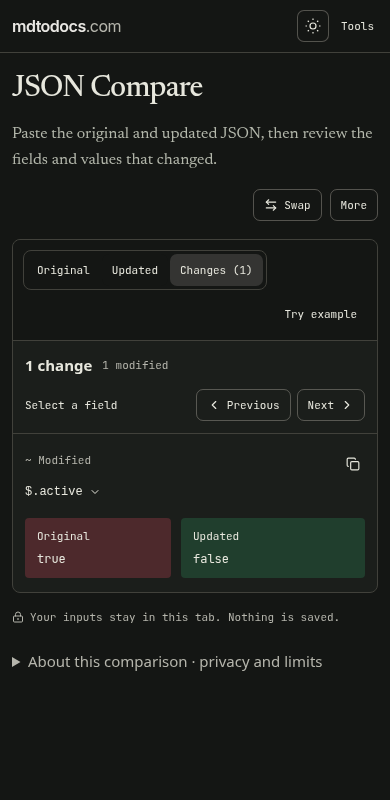 mdtodocs.com
Tools
JSON Compare
Paste the original and updated JSON, then review the
fields and values that changed.
Swap
More
Original
Updated
Changes (1)
Try example
1 change 1 modified
Select a field
Previous
Next
~ Modified
$.active
Original
true
Updated
false
Your inputs stay in this tab. Nothing is saved.
About this comparison · privacy and limits